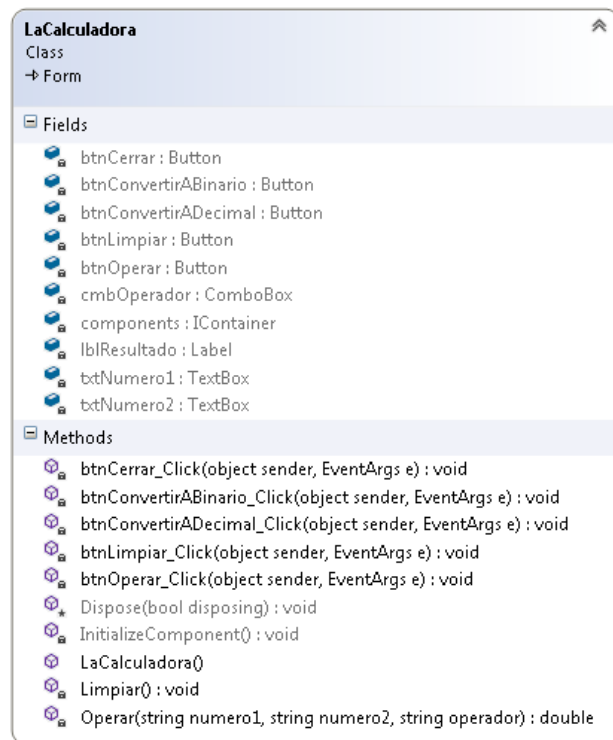 LaCalculadora
Class
Form
Fields
btnCerrar : Button
btnConvertirABinario : Button
btnConvertirADecimal : Button
btnLimpiar : Button
btnOperar : Button
cmbOperador : ComboBox
components : IContainer
lblResultado : Label
txtNumero1 : TextBox
txtNumero2 : TextBox
Methods
btnCerrar_Click(object sender, EventArgs e) : void
btnConvertirABinario_Click(object sender, EventArgs e) : void
btnConvertirADecimal_Click(object sender, EventArgs e) : void
btnLimpiar_Click(object sender, EventArgs e) : void
btnOperar_Click(object sender, EventArgs e) : void
Dispose(bool disposing) : void
InitializeComponent() : void
LaCalculadora()
Limpiar() : void
Operar(string numero1, string numero2, string operador) : double